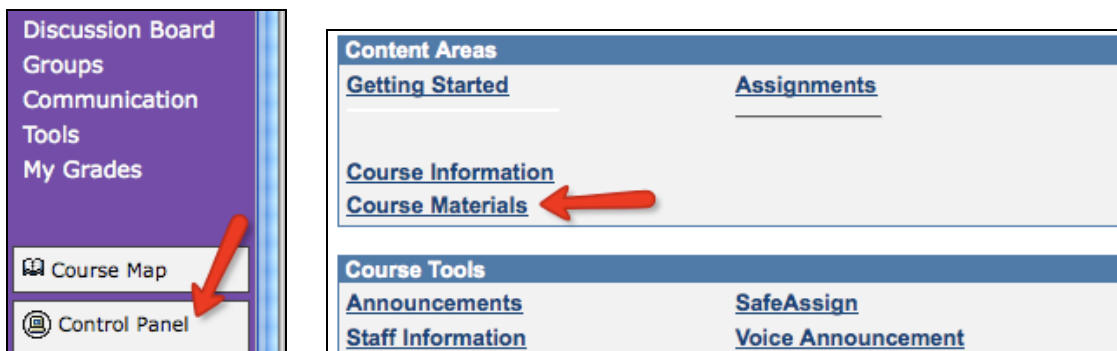 Discussion Board
Groups
Communication
Tools
My Grades
Course Map
Control Panel
Content Areas
Getting Started Assignments
Course Information
Course Materials
Course Tools
Announcements SafeAssign
Staff Information Voice Announcement